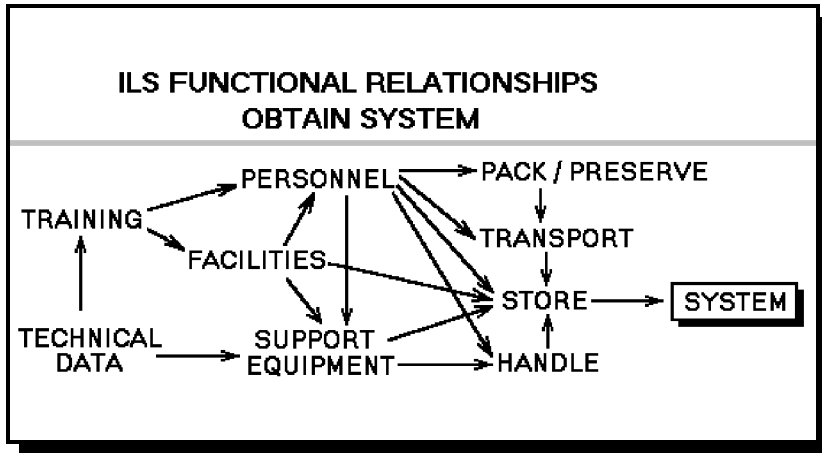 ILS FUNCTIONAL RELATIONSHIPS
OBTAIN SYSTEM
PERSONNEL
PACK / PRESERVE
TRAINING
TRANSPORT
FACILITIES
STORE
SYSTEM
TECHNICAL
DATA
SUPPORT
EQUIPMENT
HANDLE